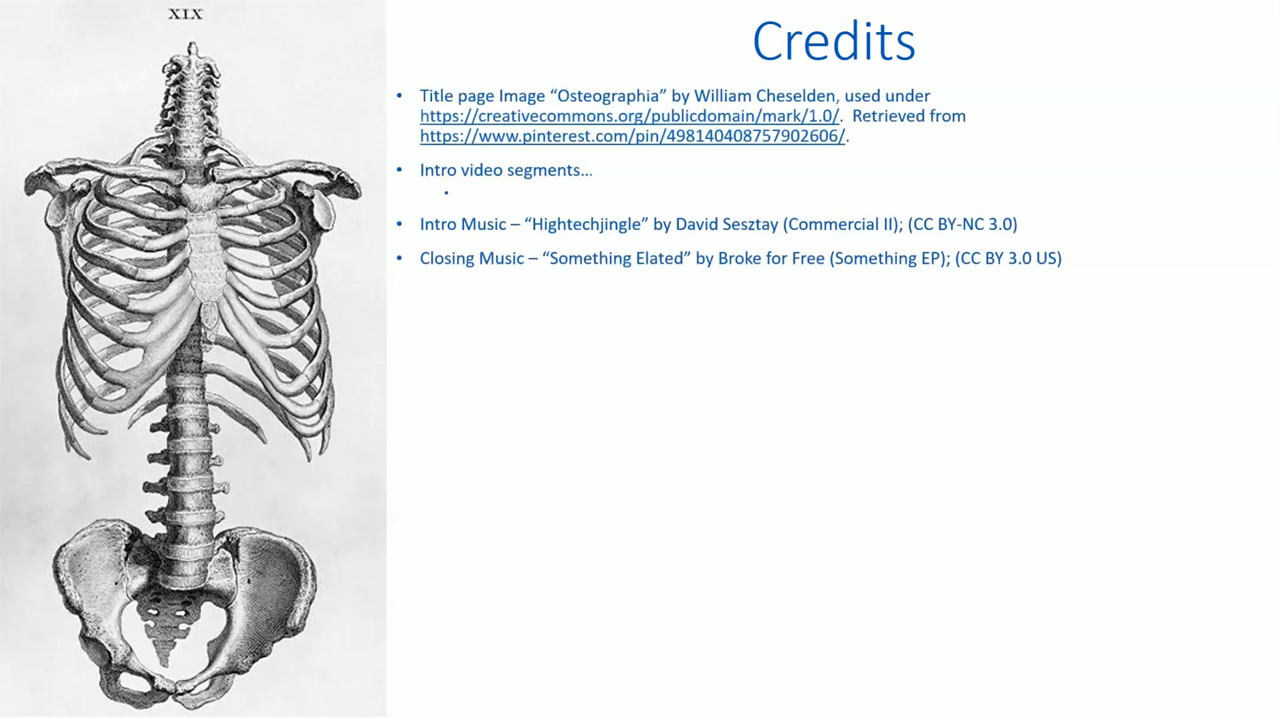 XIX
Credits
• Title page Image “Osteographia” by William Cheselden, used under
https://creativecommons.org/publicdomain/mark/1.0/. Retrieved from
https://www.pinterest.com/pin/498140408757902606/.
• Intro video segments…
•
• Intro Music – “Hightechjingle” by David Sesztay (Commercial II); (CC BY-NC 3.0)
• Closing Music – “Something Elated” by Broke for Free (Something EP); (CC BY 3.0 US)